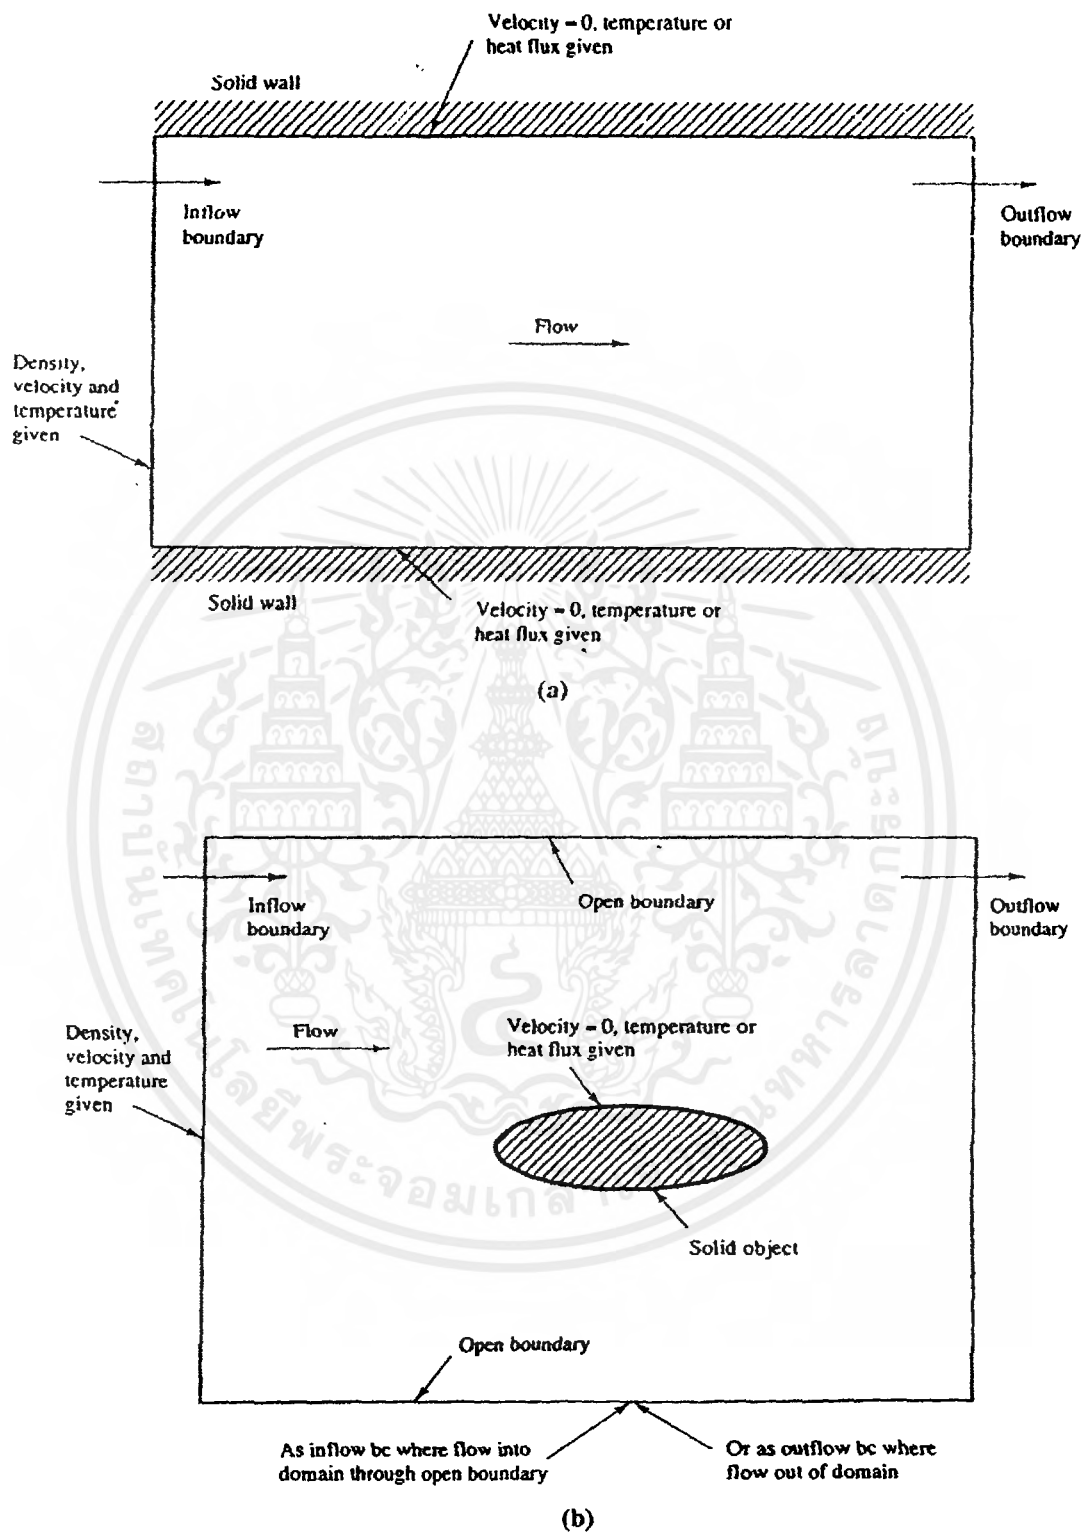 Velocity = 0, temperature or
heat flux given
Solid wall
Inflow
boundary
Outflow
boundary
Flow
Density,
velocity and
temperature
given
Solid wall
Velocity = 0, temperature or
heat flux given
(a)
Open boundary
Inflow
boundary
Outflow
boundary
Density,
velocity and
temperature
given
Flow
Velocity = 0, temperature or
heat flux given
Solid object
Open boundary
As inflow bc where flow into
domain through open boundary
Or as outflow bc where
flow out of domain
(b)